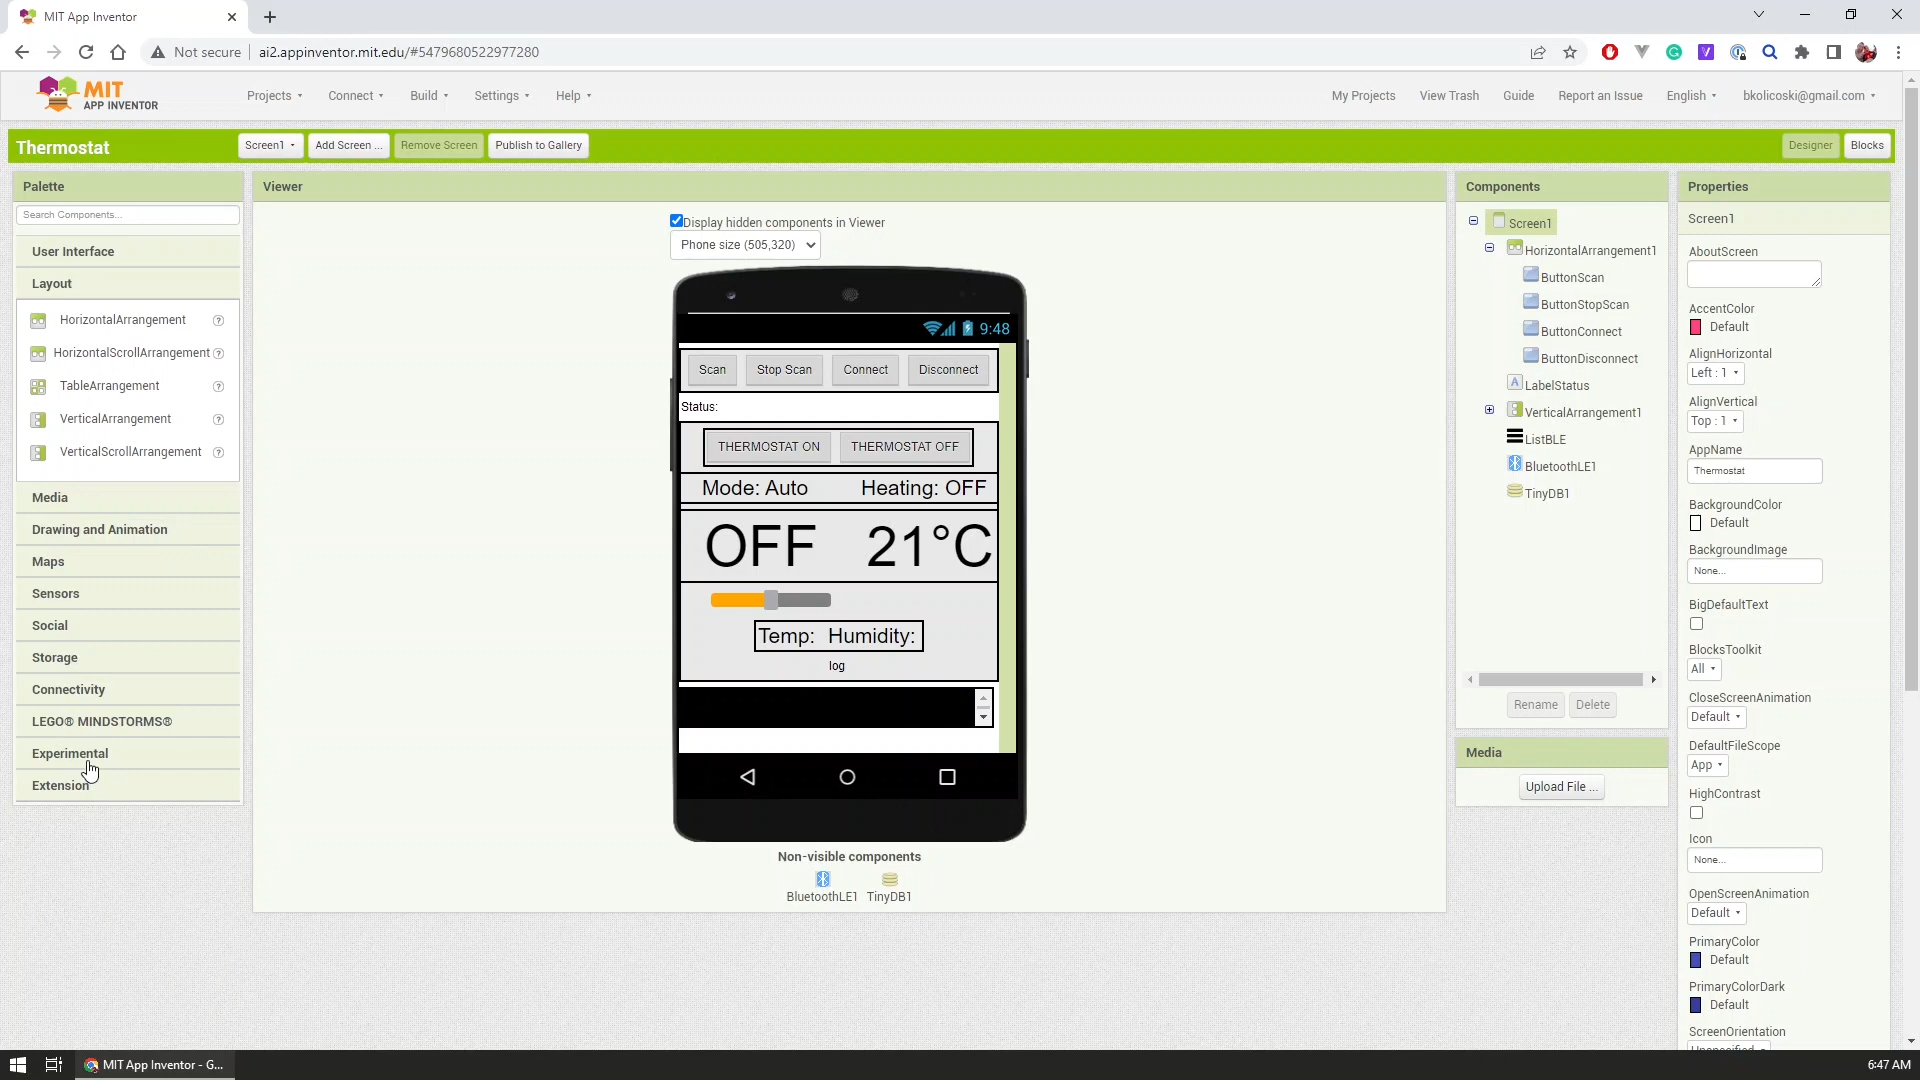 MIT App Inventor
Not secure
ai2.appinventor.mit.edu/#5479680522977280
MIT
APP INVENTOR
Projects
Connect
Build
Settings
Help
My Projects
View Trash
Guide
Report an Issue
English
bkolicoski@gmail.com
Thermostat
Screen1
Add Screen ...
Remove Screen
Publish to Gallery
Designer
Blocks
Palette
Search Components...
User Interface
Layout
HorizontalArrangement
HorizontalScrollArrangement
TableArrangement
VerticalArrangement
VerticalScrollArrangement
Media
Drawing and Animation
Maps
Sensors
Social
Storage
Connectivity
LEGO® MINDSTORMS®
Experimental
Extension
Viewer
Display hidden components in Viewer
Phone size (505,320)
9:48
Scan
Stop Scan
Connect
Disconnect
Status:
THERMOSTAT ON
THERMOSTAT OFF
Mode: Auto
Heating: OFF
OFF
21°C
Temp: Humidity:
log
Non-visible components
BluetoothLE1
TinyDB1
Components
Screen1
HorizontalArrangement1
ButtonScan
ButtonStopScan
ButtonConnect
ButtonDisconnect
LabelStatus
VerticalArrangement1
ListBLE
BluetoothLE1
TinyDB1
Rename
Delete
Media
Upload File ...
Properties
Screen1
AboutScreen
AccentColor
Default
AlignHorizontal
Left : 1
AlignVertical
Top : 1
AppName
Thermostat
BackgroundColor
Default
BackgroundImage
None...
BigDefaultText
BlocksToolkit
All
CloseScreenAnimation
Default
DefaultFileScope
App
HighContrast
Icon
None...
OpenScreenAnimation
Default
PrimaryColor
Default
PrimaryColorDark
Default
ScreenOrientation
Unspecified
MIT App Inventor - G...
6:47 AM